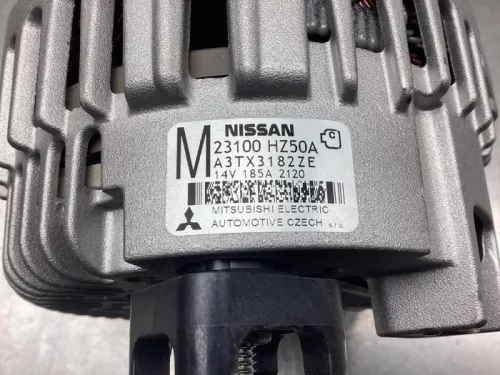 NISSAN
M 23100 HZ50A C
A3TX3182ZE
14V 185A 2120
MITSUBISHI ELECTRIC
AUTOMOTIVE CZECH s.r.o.